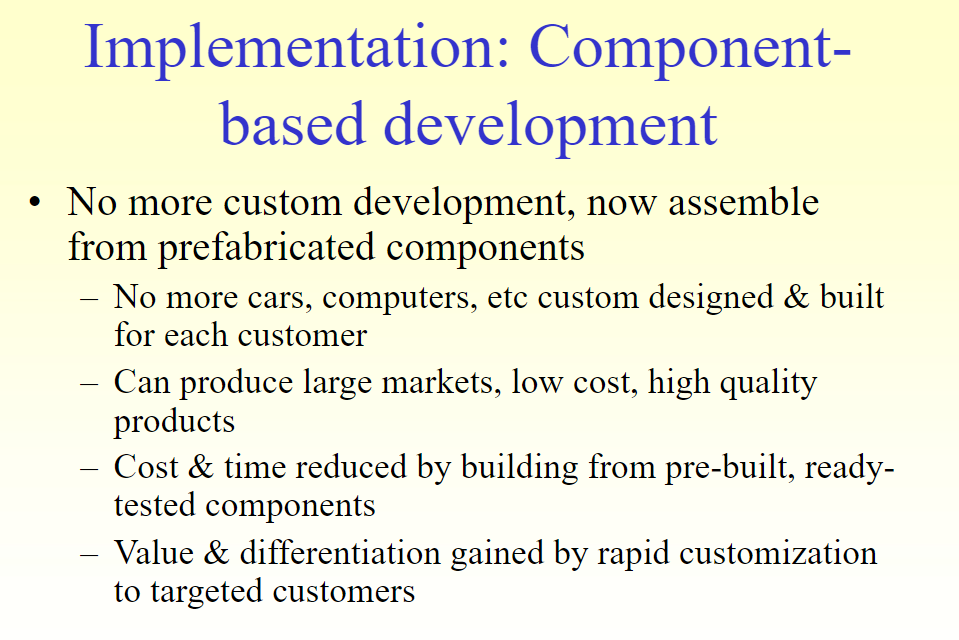 Implementation: Component-
based development
• No more custom development, now assemble
from prefabricated components
– No more cars, computers, etc custom designed & built
for each customer
– Can produce large markets, low cost, high quality
products
– Cost & time reduced by building from pre-built, ready-
tested components
– Value & differentiation gained by rapid customization
to targeted customers